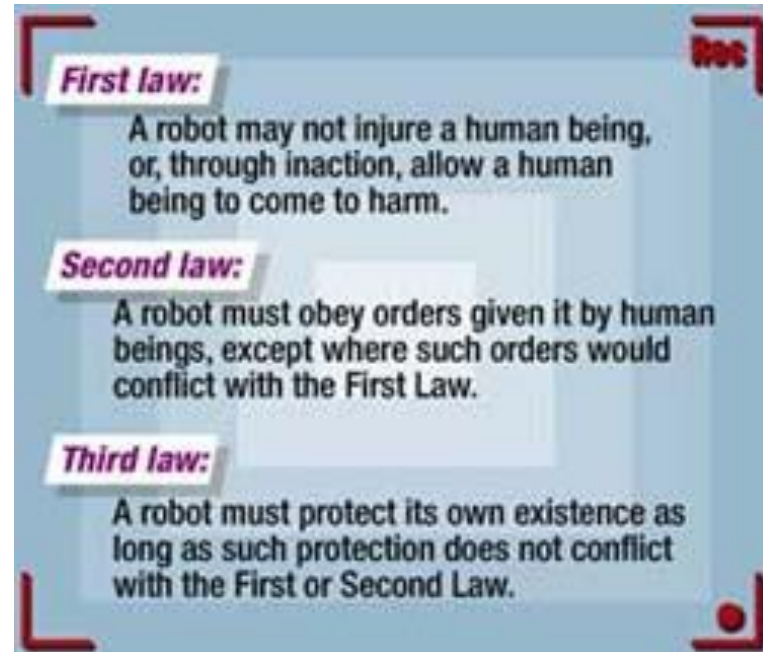 Rec
First law:
A robot may not injure a human being,
or, through inaction, allow a human
being to come to harm.
Second law:
A robot must obey orders given it by human
beings, except where such orders would
conflict with the First Law.
Third law:
A robot must protect its own existence as
long as such protection does not conflict
with the First or Second Law.